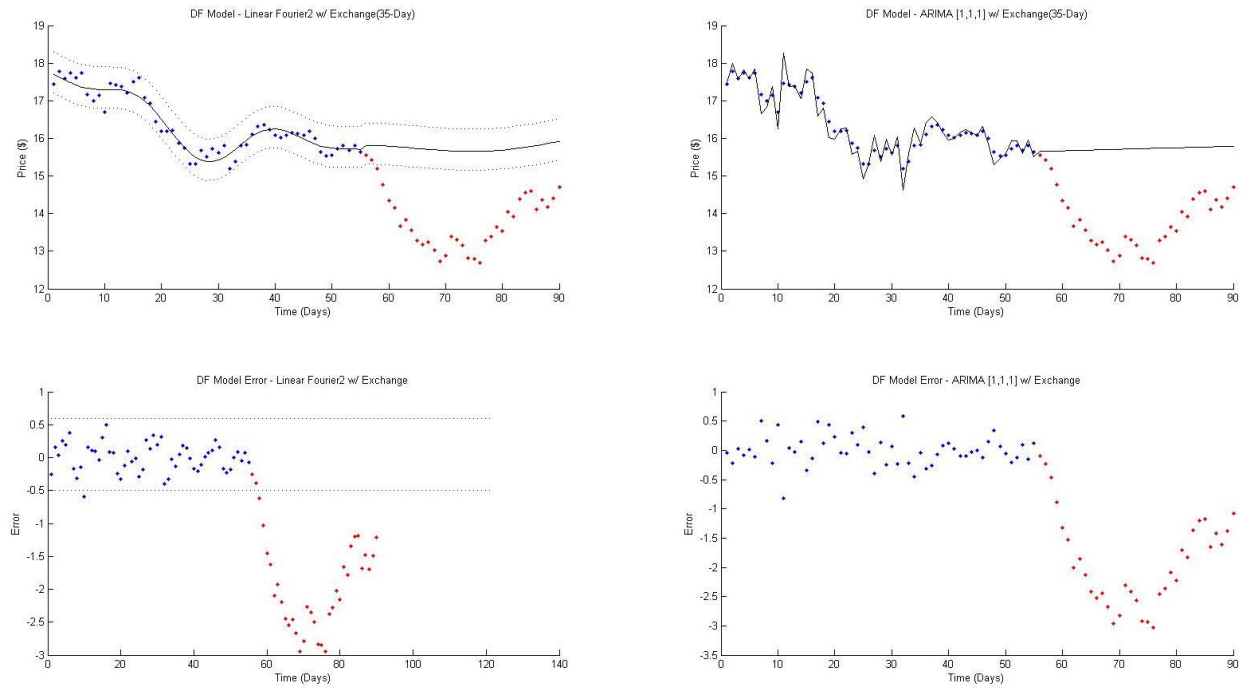 DF Model - Linear Fourier2 w/ Exchange(35-Day)
19
18
17
16
15
14
13
12
Price ($)
0 10 20 30 40 50 60 70 80 90
Time (Days)
DF Model - ARIMA [1,1,1] w/ Exchange(35-Day)
19
18
17
16
15
14
13
12
Price ($)
0 10 20 30 40 50 60 70 80 90
Time (Days)
DF Model Error - Linear Fourier2 w/ Exchange
1
0.5
0
-0.5
-1
-1.5
-2
-2.5
-3
Error
0 20 40 60 80 100 120 140
Time (Days)
DF Model Error - ARIMA [1,1,1] w/ Exchange
1
0.5
0
-0.5
-1
-1.5
-2
-2.5
-3
-3.5
Error
0 10 20 30 40 50 60 70 80 90
Time (Days)